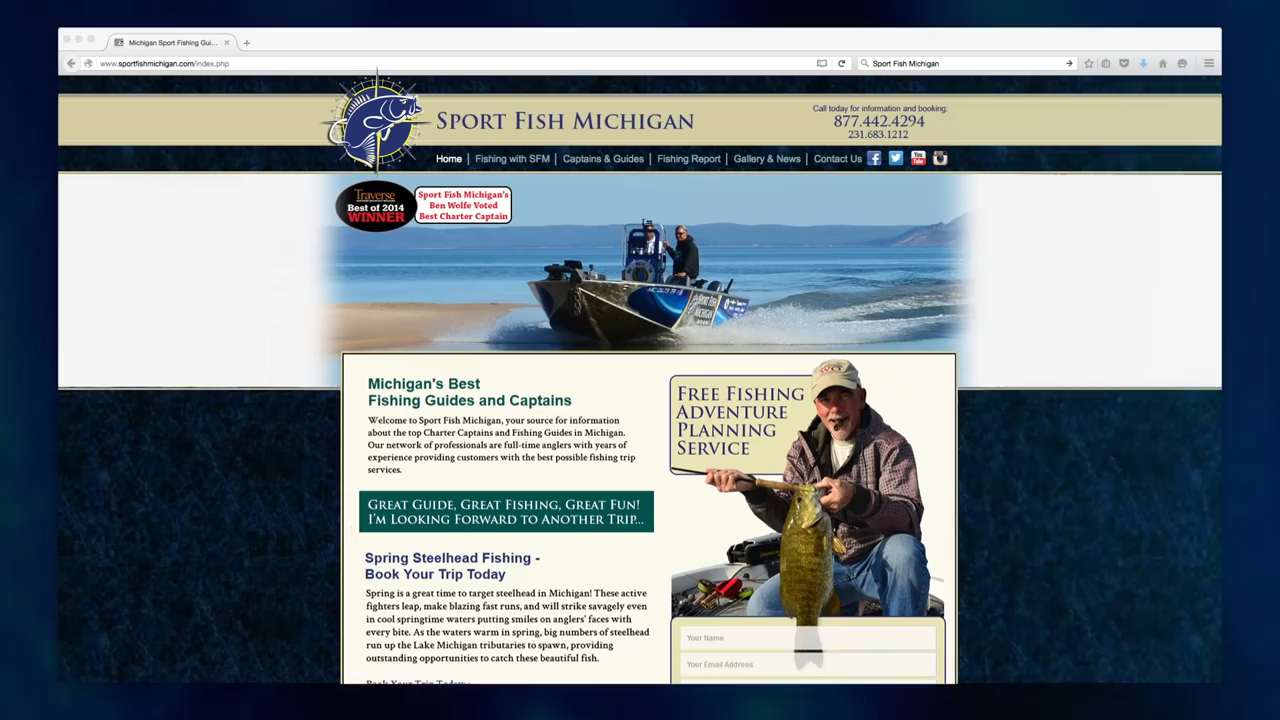 Michigan Sport Fishing Gui...
www.sportfishmichigan.com/index.php
Sport Fish Michigan
SPORT FISH MICHIGAN
Call today for information and booking:
877.442.4294
231.683.1212
Home | Fishing with SFM | Captains & Guides | Fishing Report | Gallery & News | Contact Us
You
Tube
Traverse
Best of 2014
WINNER
Sport Fish Michigan's
Ben Wolfe Voted
Best Charter Captain
SPORT FISH
MICHIGAN
Michigan's Best
Fishing Guides and Captains
Welcome to Sport Fish Michigan, your source for information
about the top Charter Captains and Fishing Guides in Michigan.
Our network of professionals are full-time anglers with years of
experience providing customers with the best possible fishing trip
services.
FREE FISHING
ADVENTURE
PLANNING
SERVICE
GREAT GUIDE, GREAT FISHING, GREAT FUN!
I'M LOOKING FORWARD TO ANOTHER TRIP...
Spring Steelhead Fishing -
Book Your Trip Today
Spring is a great time to target steelhead in Michigan! These active
fighters leap, make blazing fast runs, and will strike savagely even
in cool springtime waters putting smiles on anglers' faces with
every bite. As the waters warm in spring, big numbers of steelhead
run up the Lake Michigan tributaries to spawn, providing
outstanding opportunities to catch these beautiful fish.
Book Your Trip Today
Your Name
Your Email Address